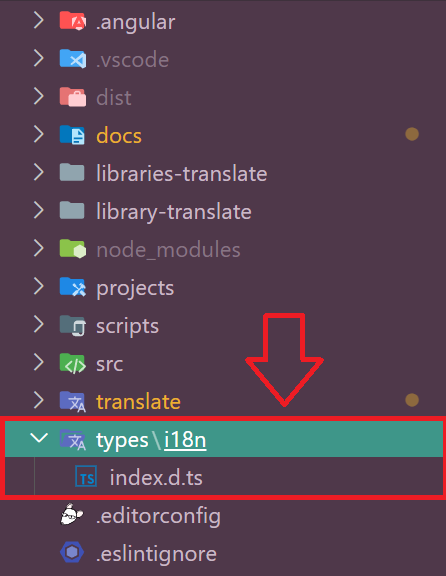 .angular
.vscode
dist
docs
libraries-translate
library-translate
node_modules
projects
scripts
src
translate
types\i18n
TS index.d.ts
.editorconfig
.eslintignore